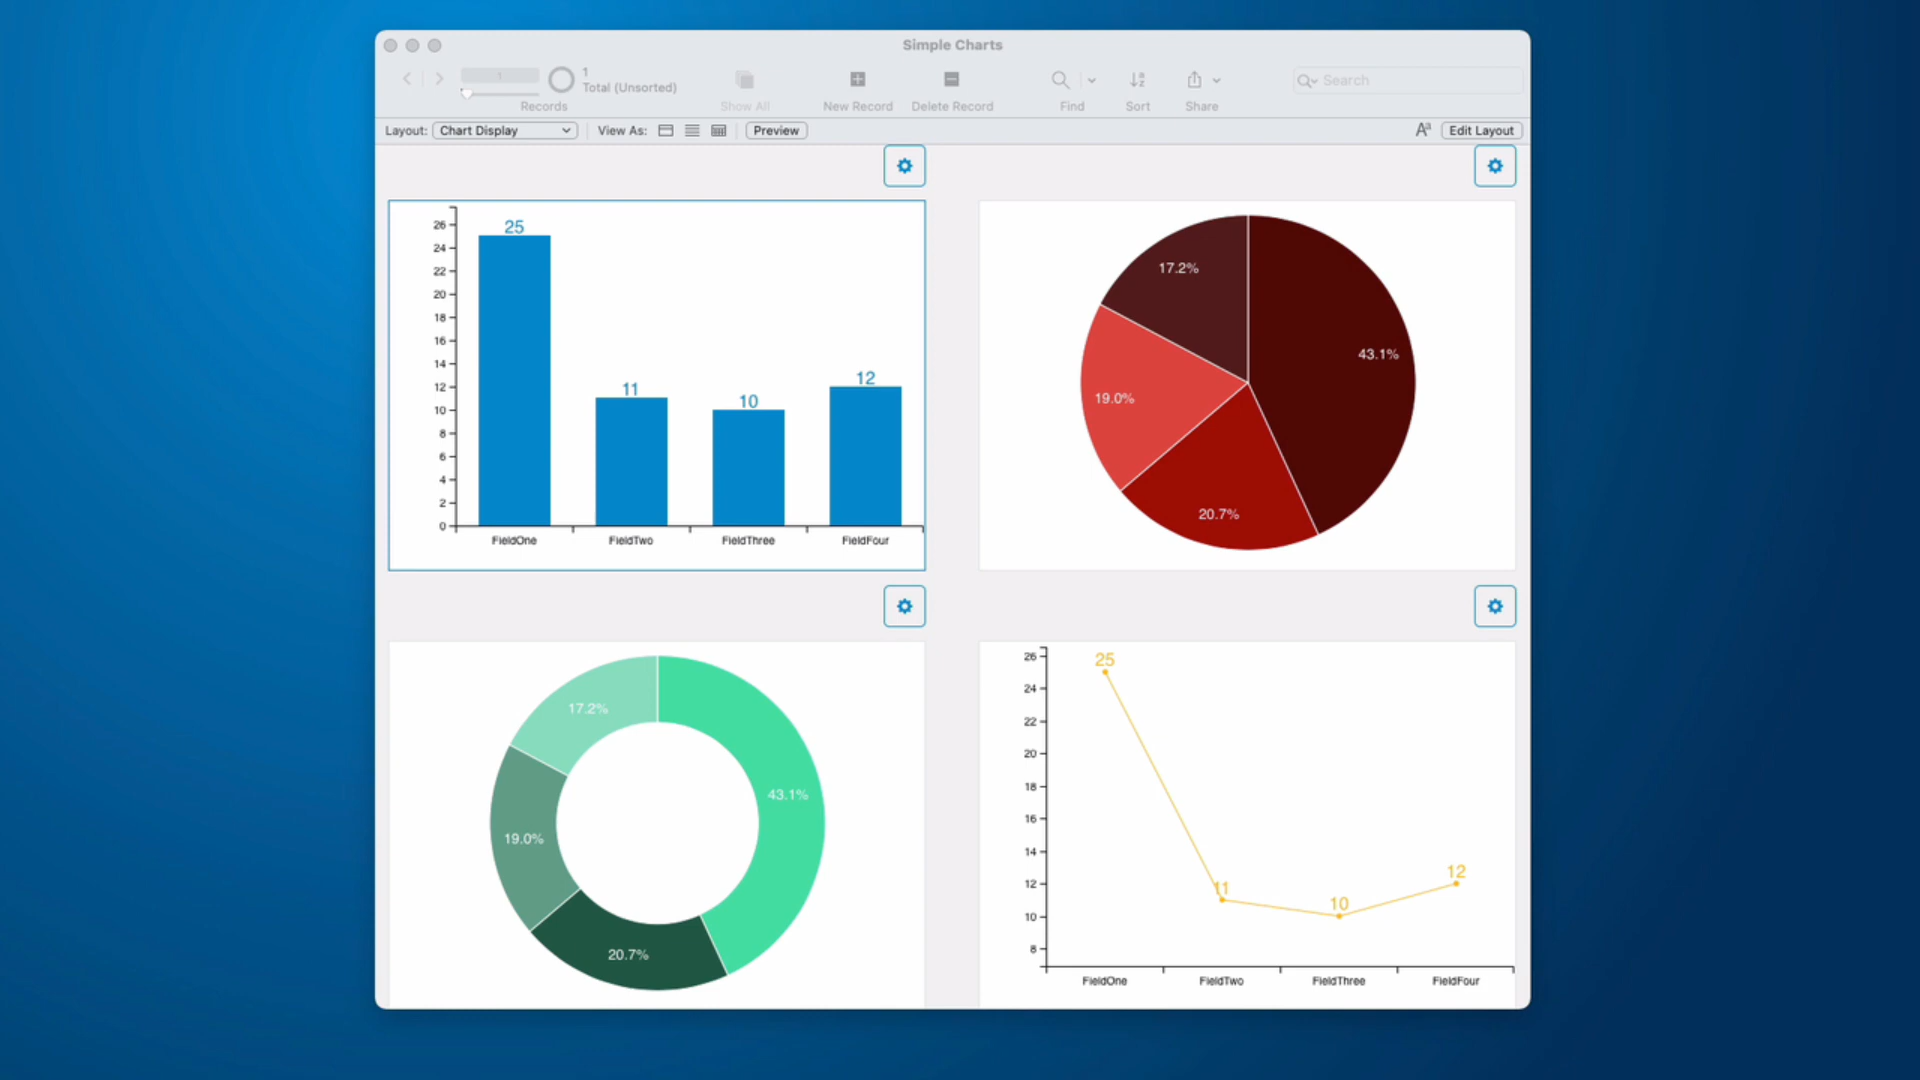 Simple Charts
1
1
Total (Unsorted)
Search
Records
Show All
New Record
Delete Record
Find
Sort
Share
Layout: Chart Display
View As:
Preview
Aa
Edit Layout
26
24
22
20
18
16
14
12
10
8
6
4
2
0
25
11
10
12
FieldOne
FieldTwo
FieldThree
FieldFour
17.2%
43.1%
19.0%
20.7%
17.2%
43.1%
19.0%
20.7%
26
24
22
20
18
16
14
12
10
8
25
11
10
12
FieldOne
FieldTwo
FieldThree
FieldFour